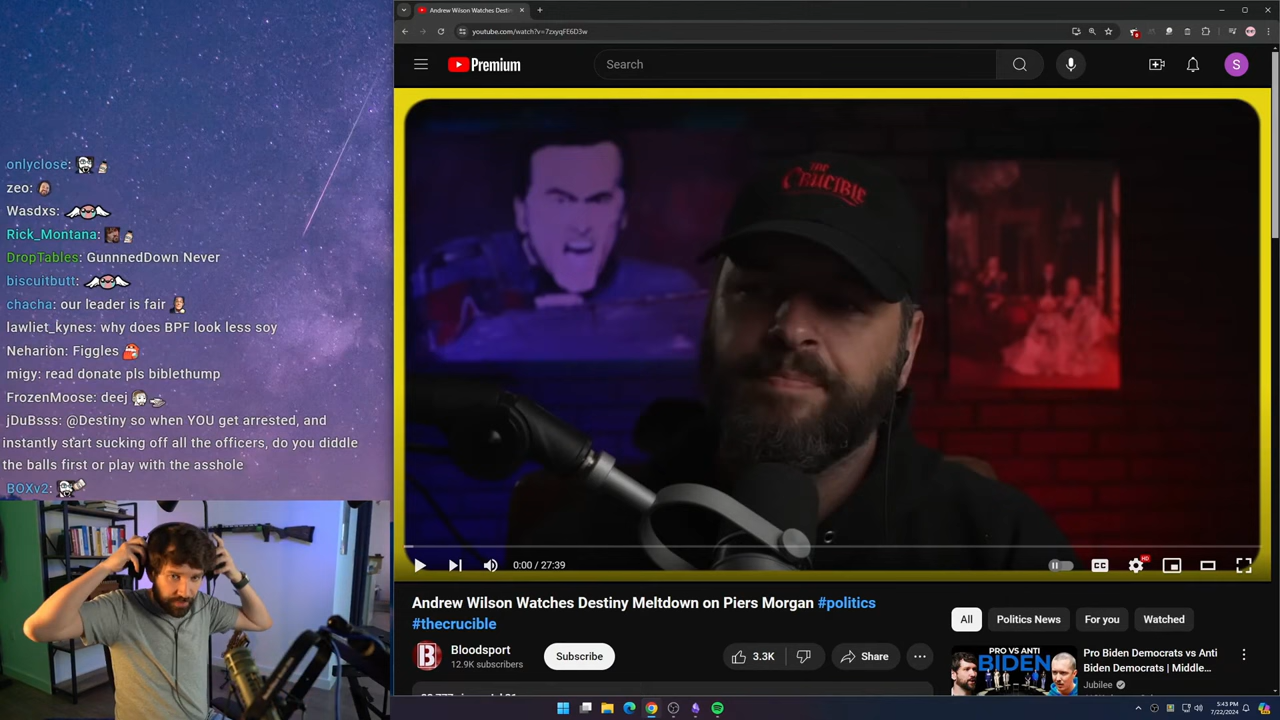 Andrew Wilson Watches Desti
youtube.com/watch?v=7zxyqFE6D3w
Premium
Search
S
THE
CRUCIBLE
onlyclose:
zeo:
Wasdxs:
Rick_Montana:
DropTables: GunnnedDown Never
biscuitbutt:
chacha: our leader is fair
lawliet_kynes: why does BPF look less soy
Neharion: Figgles
migy: read donate pls biblethump
FrozenMoose: deej
jDuBsss: @Destiny so when YOU get arrested, and
instantly start sucking off all the officers, do you diddle
the balls first or play with the asshole
BOXv2:
0:00 / 27:39
CC
HD
Andrew Wilson Watches Destiny Meltdown on Piers Morgan #politics
#thecrucible
B
Bloodsport
12.9K subscribers
Subscribe
3.3K
Share
All
Politics News
For you
Watched
PRO VS ANTI
BIDEN
Pro Biden Democrats vs Anti
Biden Democrats | Middle...
Jubilee
5:43 PM
7/22/2024